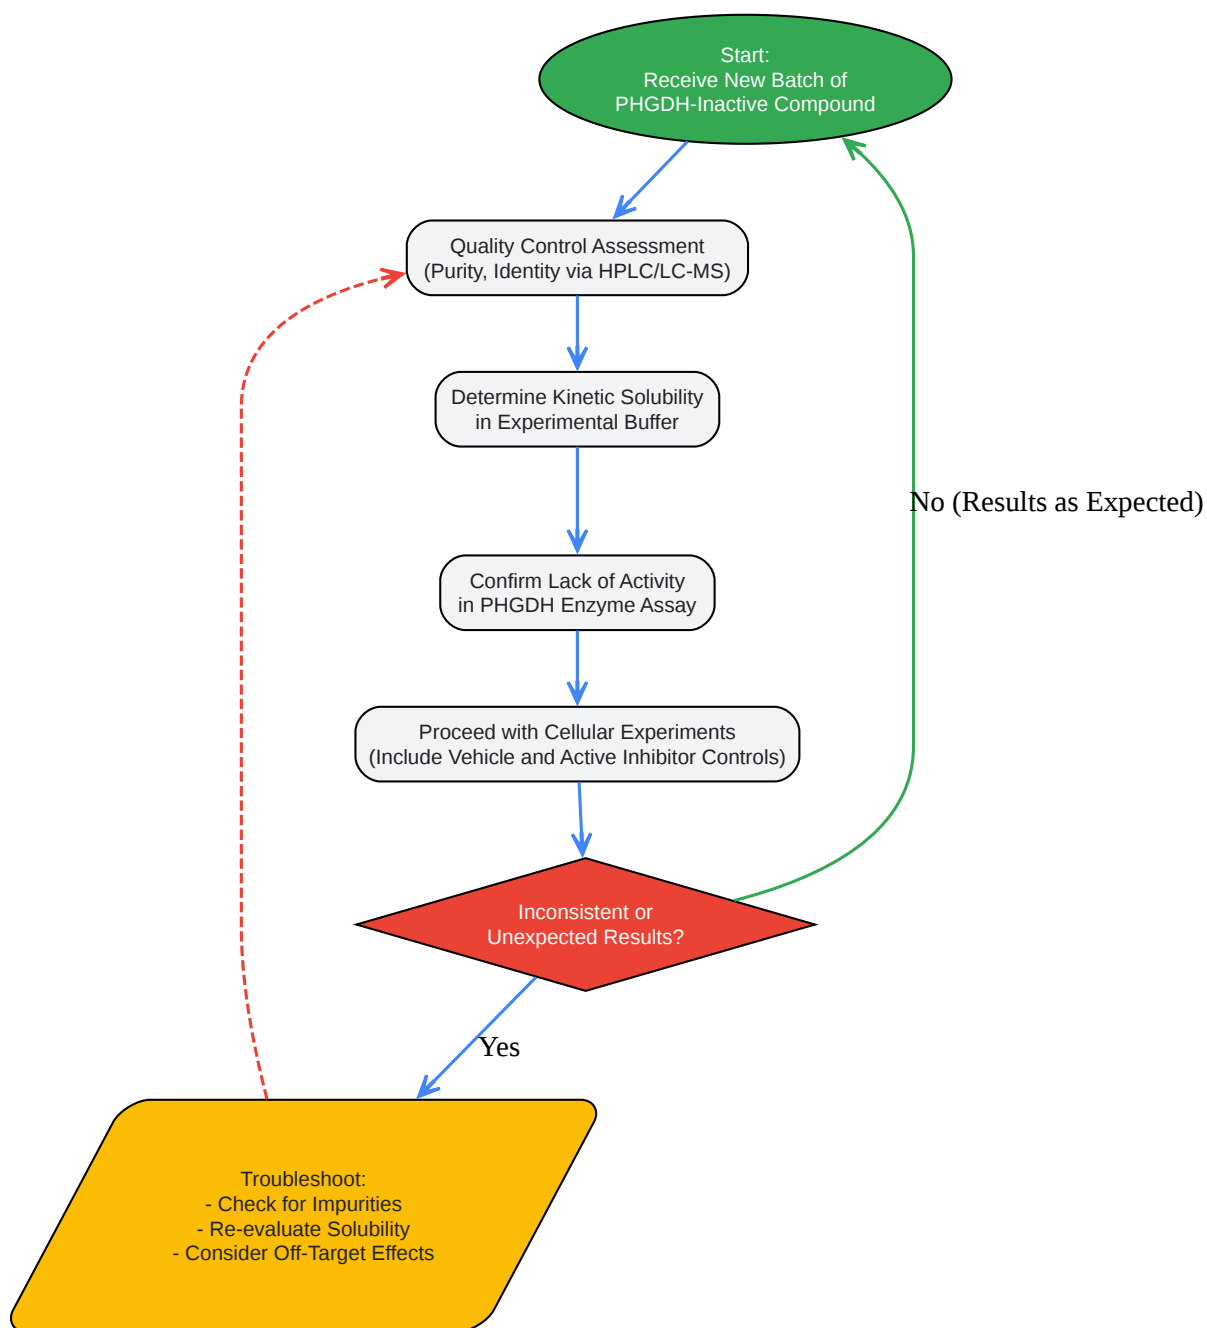 Start:
Receive New Batch of
PHGDH-Inactive Compound
Quality Control Assessment
(Purity, Identity via HPLC/LC-MS)
Determine Kinetic Solubility
in Experimental Buffer
No (Results as Expected)
Confirm Lack of Activity
in PHGDH Enzyme Assay
Proceed with Cellular Experiments
(Include Vehicle and Active Inhibitor Controls)
Inconsistent or
Unexpected Results?
Yes
Troubleshoot:
- Check for Impurities
- Re-evaluate Solubility
- Consider Off-Target Effects